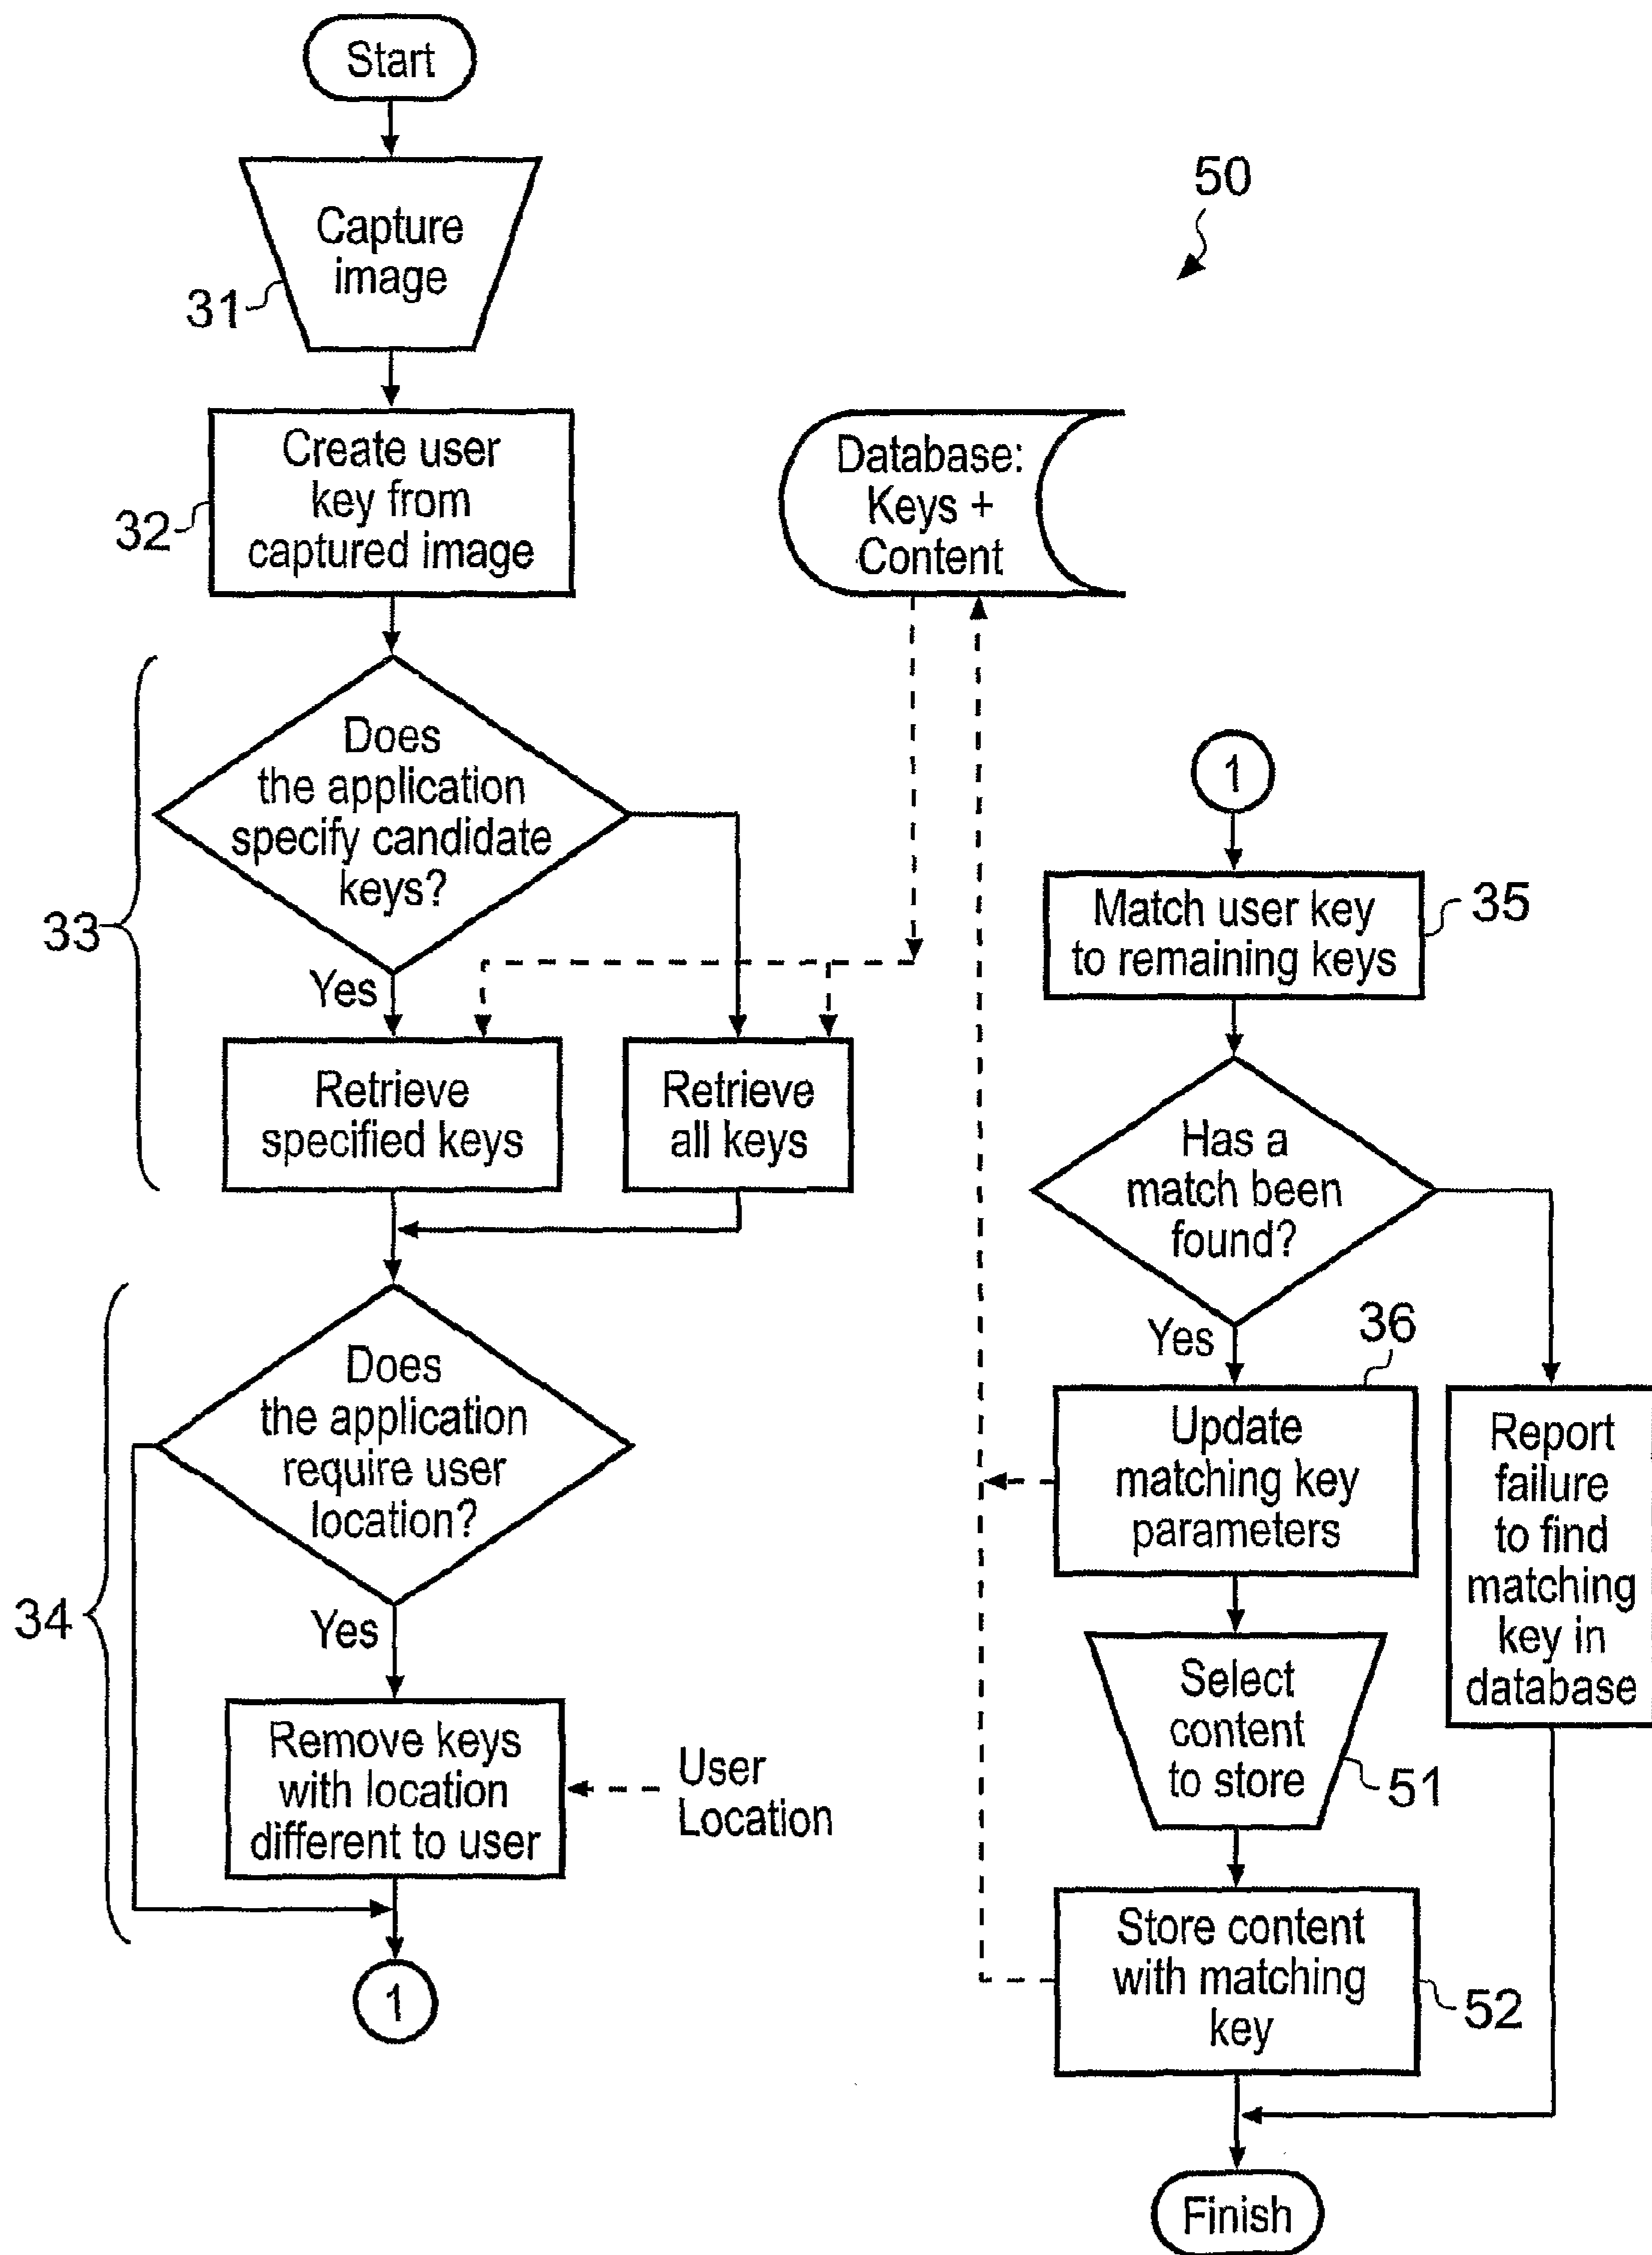 Start
Capture
image
31
50
Create user
key from
captured image
32
Database:
Keys +
Content
Does
the application
specify candidate
keys?
33
Yes
Retrieve
specified keys
Retrieve
all keys
Does
the application
require user
location?
34
Yes
Remove keys
with location
different to user
User
Location
1
1
Match user key
to remaining keys
35
Has a
match been
found?
Yes
36
Update
matching key
parameters
Report
failure
to find
matching
key in
database
Select
content
to store
51
Store content
with matching
key
52
Finish